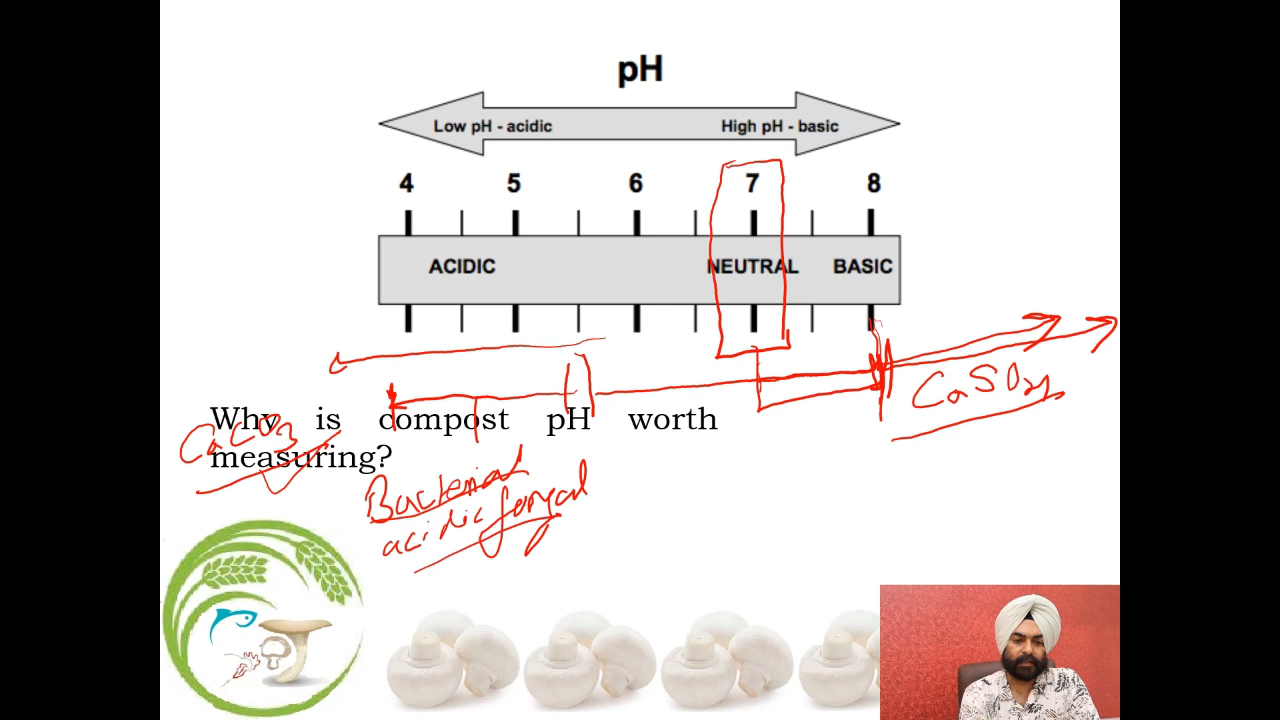 pH
Low pH - acidic High pH - basic
4 5 6 7 8
ACIDIC NEUTRAL BASIC
CaSO4
Why is compost pH worth
CaCO3
measuring?
Bacterial
acidic fungal